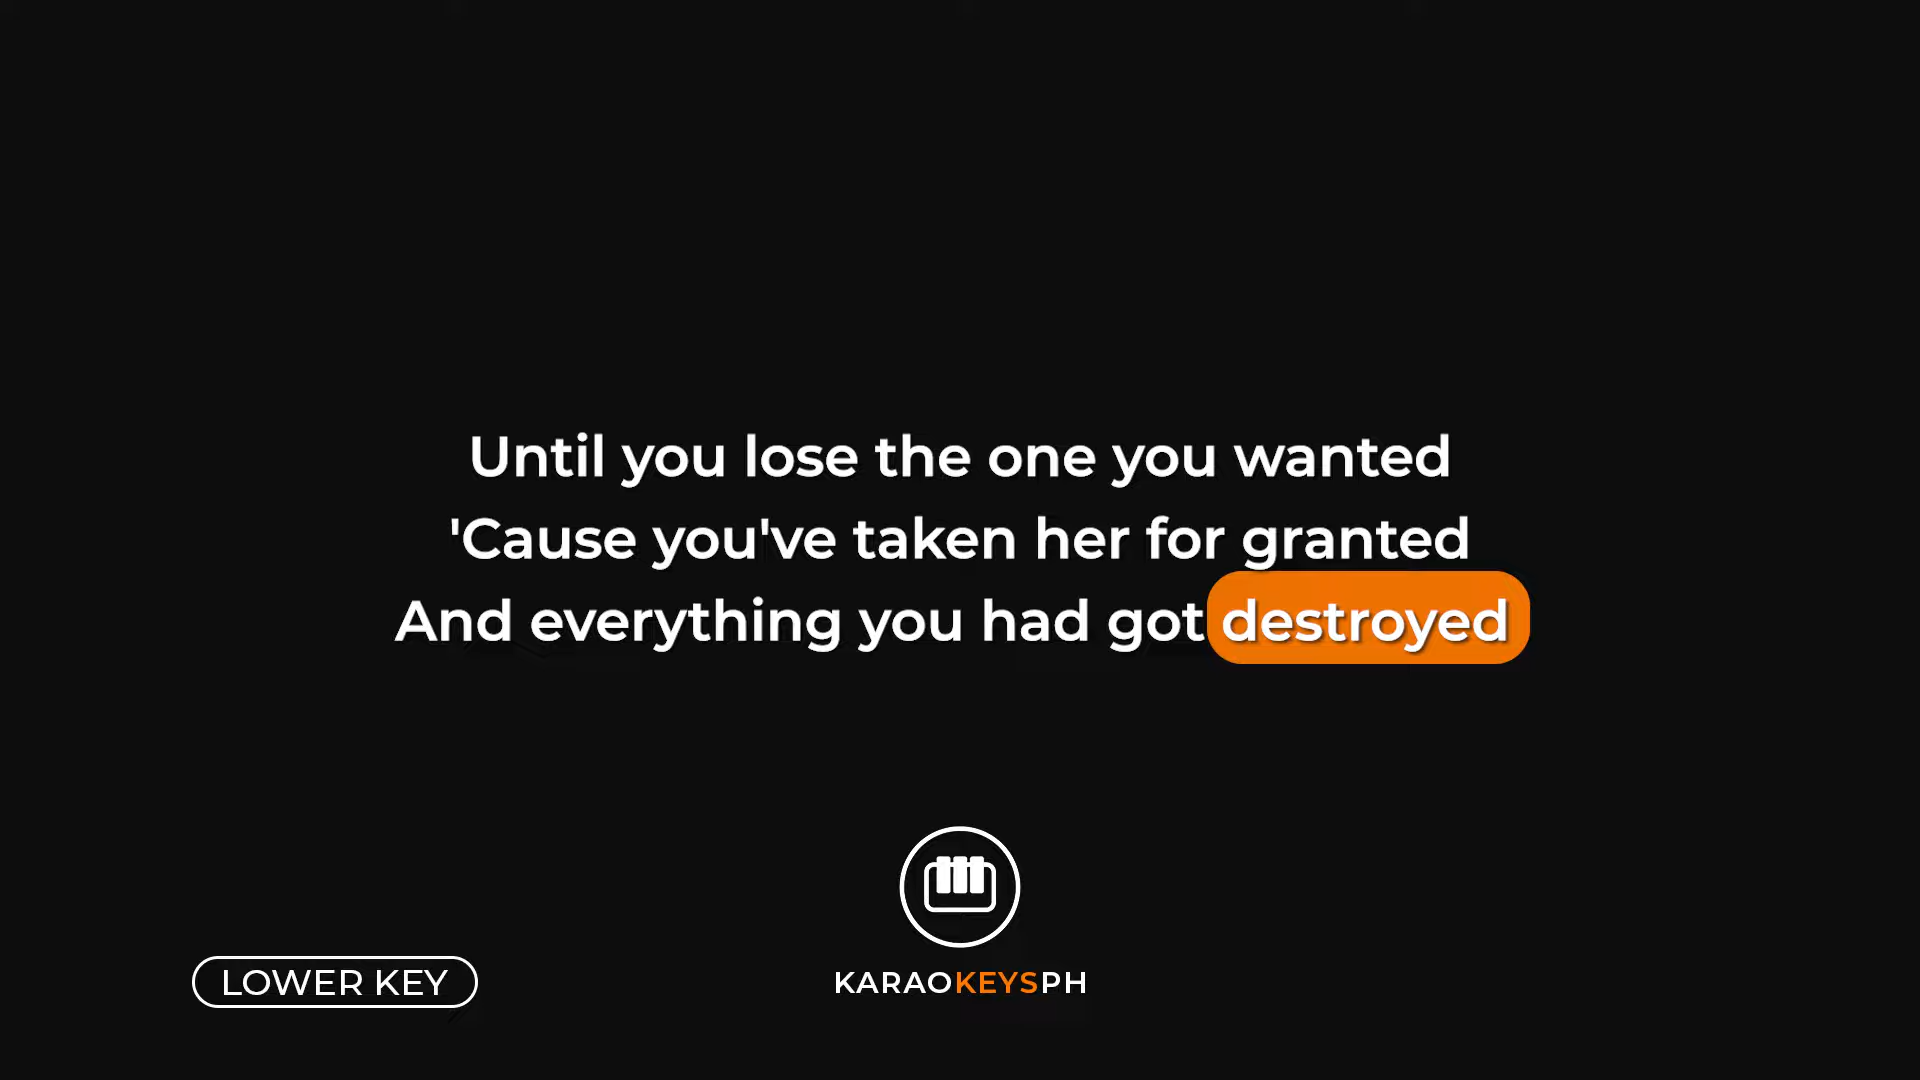 Until you lose the one you wanted
'Cause you've taken her for granted
And everything you had got destroyed
LOWER KEY
KARAOKEYSPH